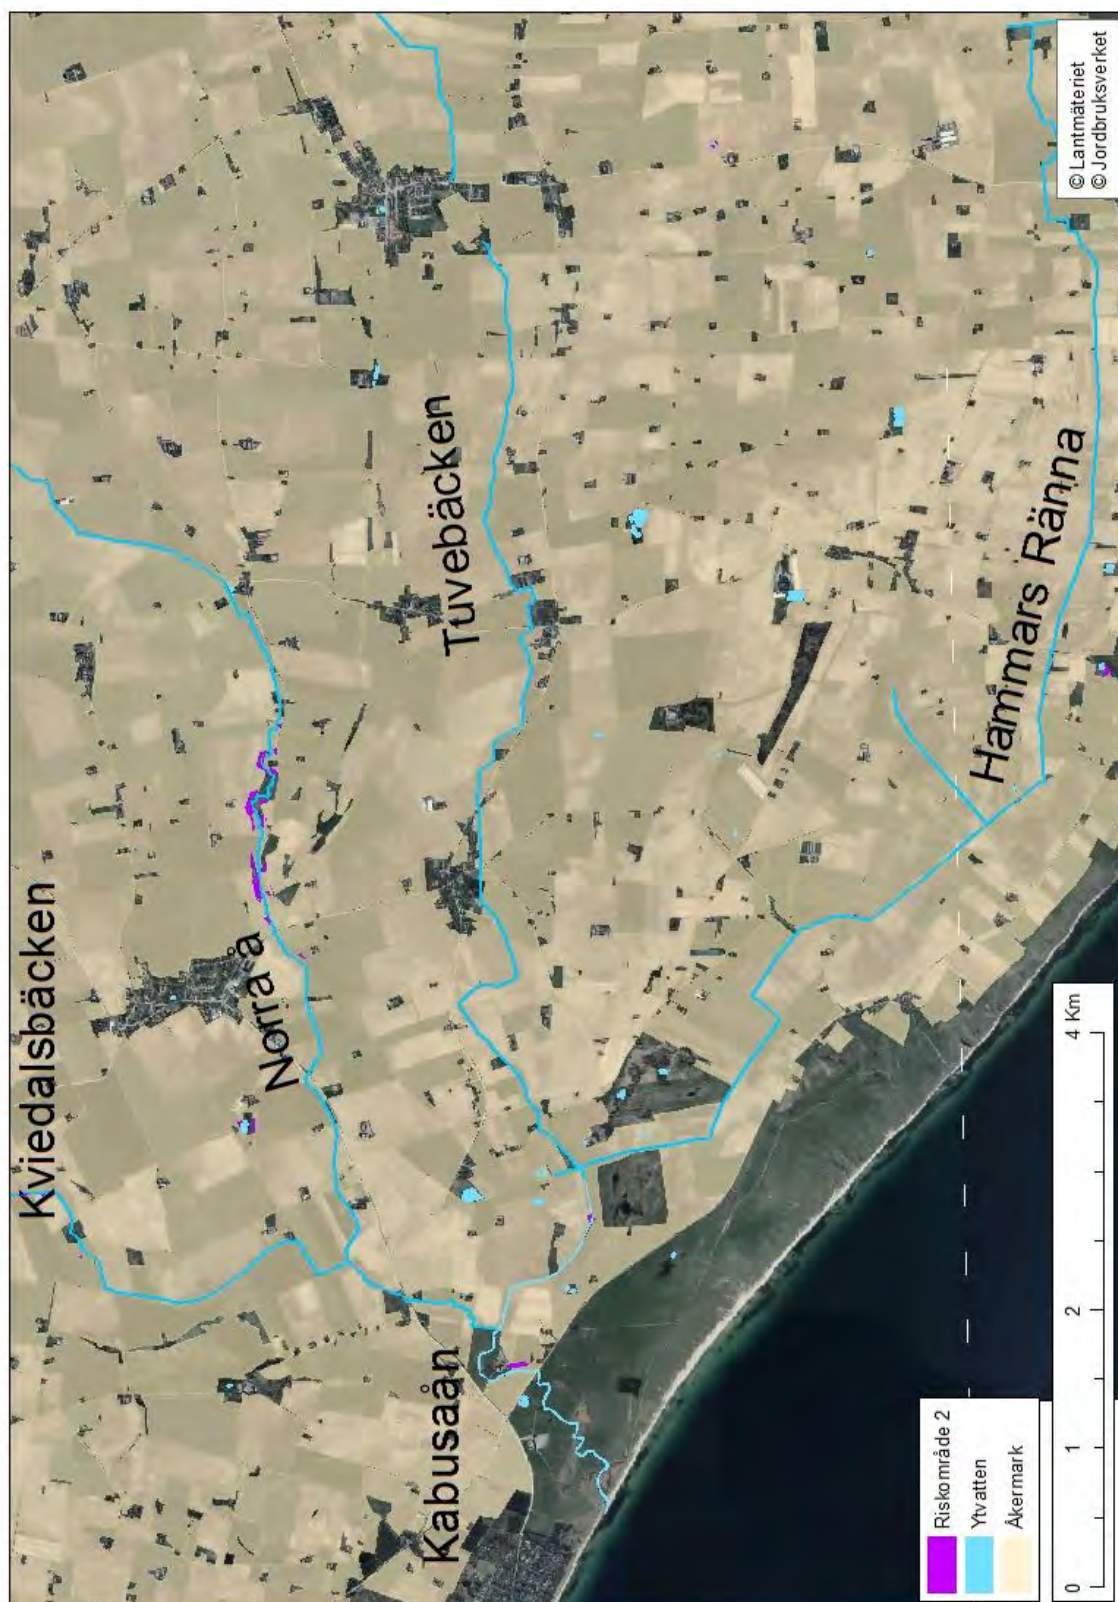 Kviedalsbäcken
Norra å
Tuvebäcken
Kabusaån
Hammars Ränna
Riskområde 2
Ytvatten
Åkermark
0 1 2 4 Km
© Lantmäteriet
© Jordbruksverket